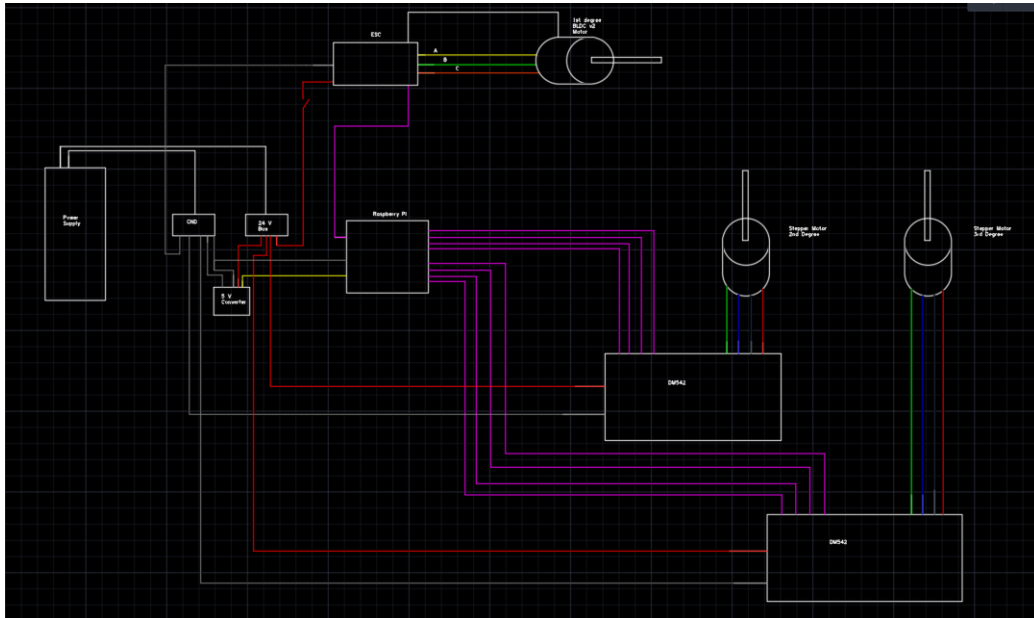 1st degree
BLDC v2
Motor
ESC
A
B
C
Power
Supply
GND
24 V
Bus
Raspberry Pi
Stepper Motor
2nd Degree
Stepper Motor
3rd Degree
5 V
Converter
DM542
DM542